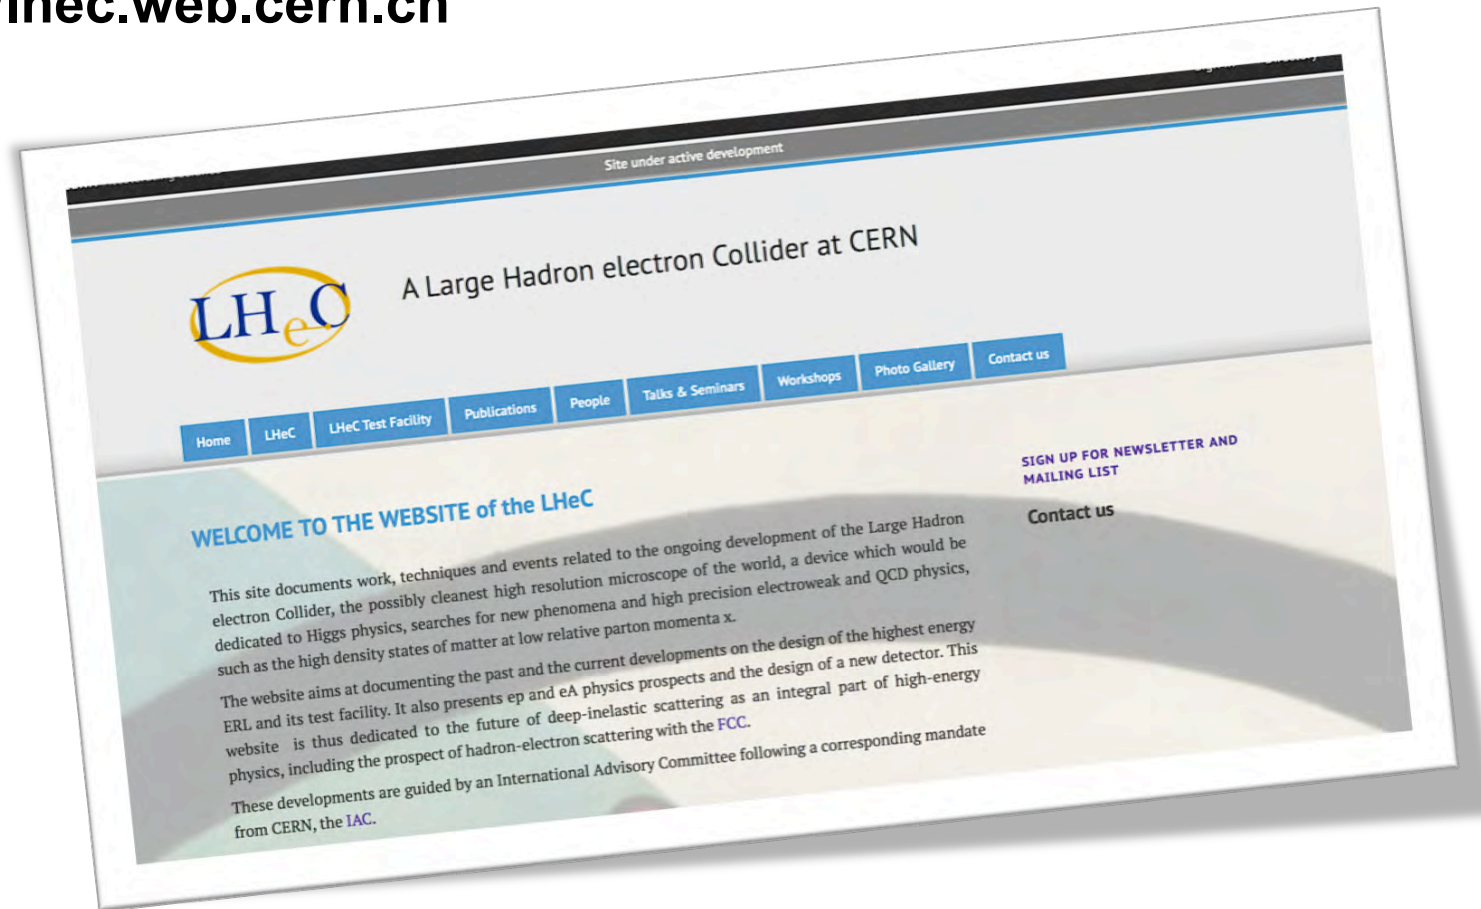 lhec.web.cern.ch
Site under active development
LHeC
A Large Hadron electron Collider at CERN
Home
LHeC
LHeC Test Facility
Publications
People
Talks & Seminars
Workshops
Photo Gallery
Contact us
WELCOME TO THE WEBSITE of the LHeC
This site documents work, techniques and events related to the ongoing development of the Large Hadron
electron Collider, the possibly cleanest high resolution microscope of the world, a device which would be
dedicated to Higgs physics, searches for new phenomena and high precision electroweak and QCD physics,
such as the high density states of matter at low relative parton momenta x.
The website aims at documenting the past and the current developments on the design of the highest energy
ERL and its test facility. It also presents ep and eA physics prospects and the design of a new detector. This
website is thus dedicated to the future of deep-inelastic scattering as an integral part of high-energy
physics, including the prospect of hadron-electron scattering with the FCC.
These developments are guided by an International Advisory Committee following a corresponding mandate
from CERN, the IAC.
SIGN UP FOR NEWSLETTER AND
MAILING LIST
Contact us